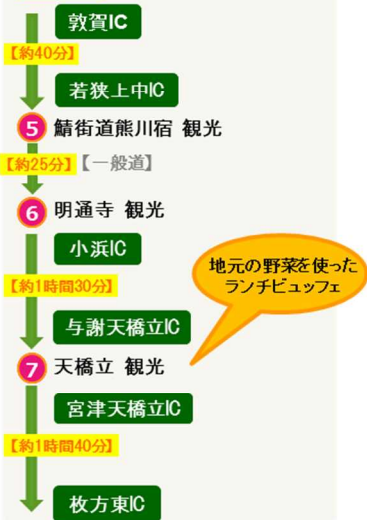 敦賀IC
【約40分】
若狭上中IC
5 鯖街道熊川宿 観光
【約25分】【一般道】
6 明通寺 観光
小浜IC
地元の野菜を使った
ランチビュッフェ
【約1時間30分】
与謝天橋立IC
7 天橋立 観光
宮津天橋立IC
【約1時間40分】
枚方東IC